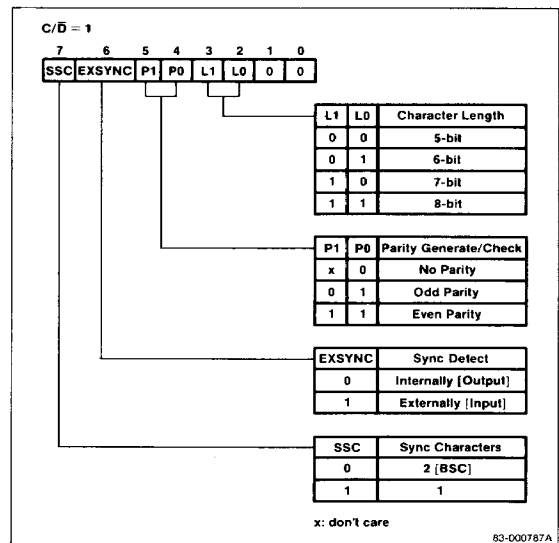 C/D̅ = 1
7 6 5 4 3 2 1 0
SSC EXSYNC P1 P0 L1 L0 0 0
L1 L0 Character Length
0 0 5-bit
0 1 6-bit
1 0 7-bit
1 1 8-bit
P1 P0 Parity Generate/Check
x 0 No Parity
0 1 Odd Parity
1 1 Even Parity
EXSYNC Sync Detect
0 Internally [Output]
1 Externally [Input]
SSC Sync Characters
0 2 [BSC]
1 1
x: don't care
83-000787A